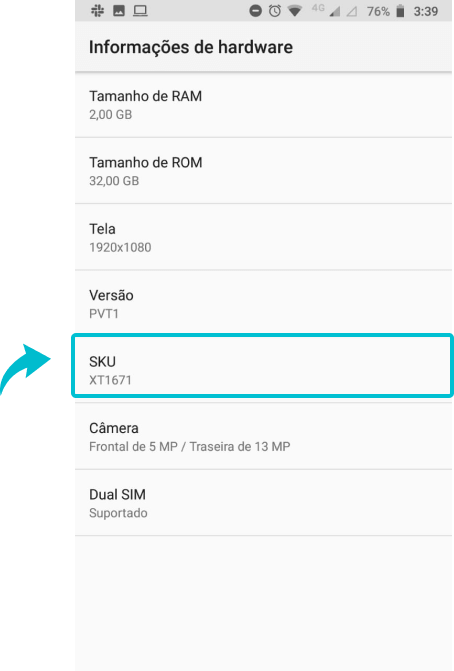 4G 76% 3:39
Informações de hardware
Tamanho de RAM
2,00 GB
Tamanho de ROM
32,00 GB
Tela
1920x1080
Versão
PVT1
SKU
XT1671
Câmera
Frontal de 5 MP / Traseira de 13 MP
Dual SIM
Suportado